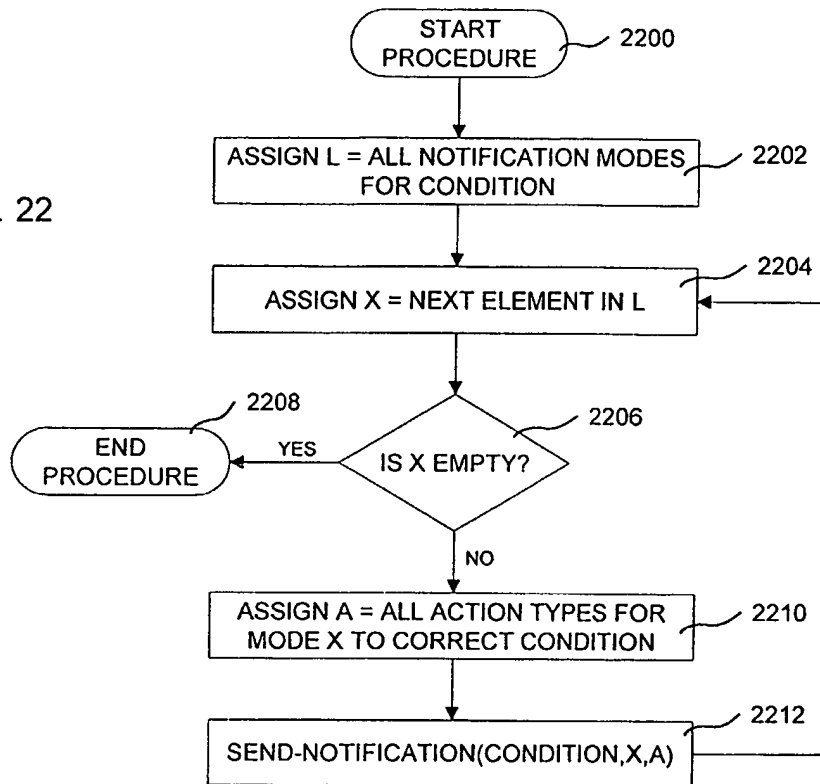 START
PROCEDURE
2200
ASSIGN L = ALL NOTIFICATION MODES
FOR CONDITION
2202
. 22
ASSIGN X = NEXT ELEMENT IN L
2204
IS X EMPTY?
2206
YES
END
PROCEDURE
2208
NO
ASSIGN A = ALL ACTION TYPES FOR
MODE X TO CORRECT CONDITION
2210
SEND-NOTIFICATION(CONDITION,X,A)
2212